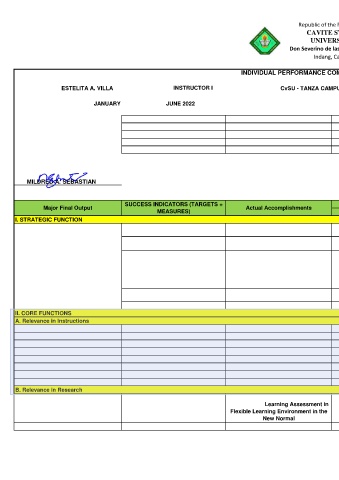 Republic of the
CAVITE
UNIVERS
Don Severino de las
Indang, Ca
INDIVIDUAL PERFORMANCE COM
ESTELITA A. VILLA INSTRUCTOR I CvSU - TANZA CAMPU
JANUARY JUNE 2022
SEBASTIAN
Major Final Output SUCCESS INDICATORS (TARGETS + MEASURES) Actual Accomplishments
I. STRATEGIC FUNCTION
II. CORE FUNCTIONS
A. Relevance in Instructions
B. Relevance in Research
Learning Assessment in
Flexible Learning Environment in the
New Normal